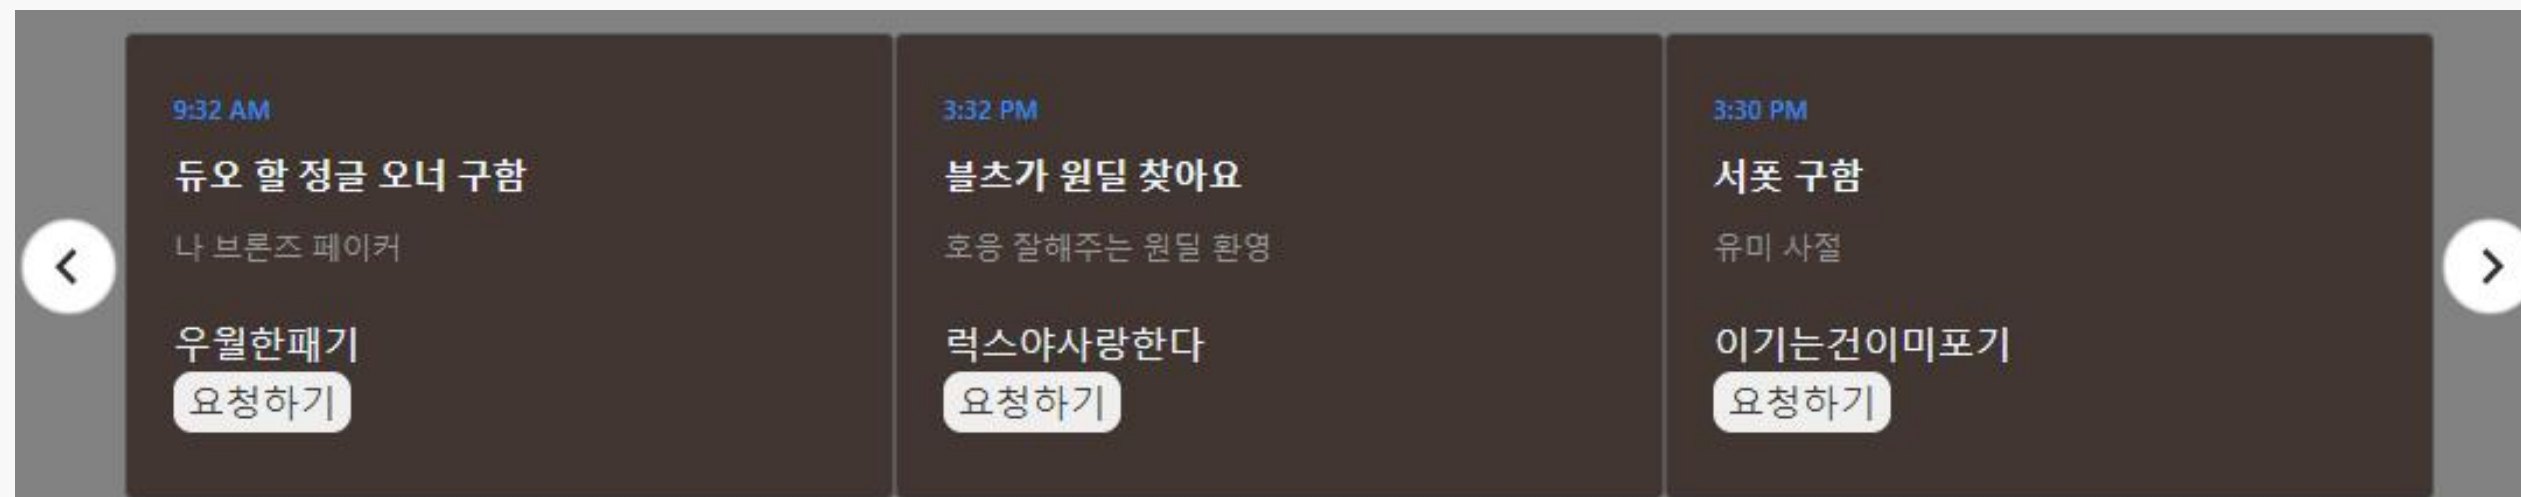 9:32 AM
듀오 할 정글 오너 구함
나 브론즈 페이커
우월한패기
요청하기
3:32 PM
블츠가 원딜 찾아요
호응 잘해주는 원딜 환영
럭스야사랑한다
요청하기
3:30 PM
서폿 구함
유미 사절
이기는건이미포기
요청하기